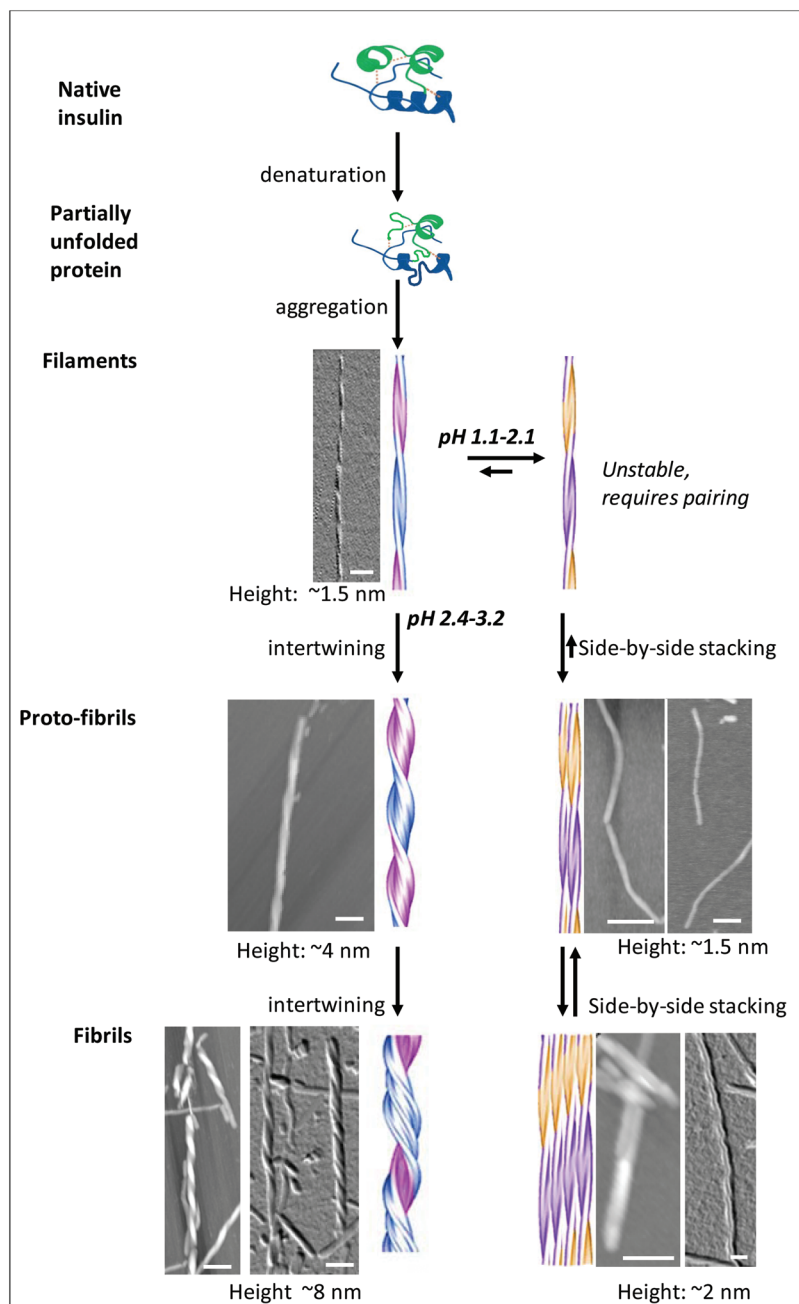 Native
insulin
denaturation
Partially
unfolded
protein
aggregation
Filaments
pH 1.1-2.1
Unstable,
requires pairing
Height: ~1.5 nm
pH 2.4-3.2
intertwining
Side-by-side stacking
Proto-fibrils
Height: ~4 nm
Height: ~1.5 nm
intertwining
Side-by-side stacking
Fibrils
Height ~8 nm
Height: ~2 nm